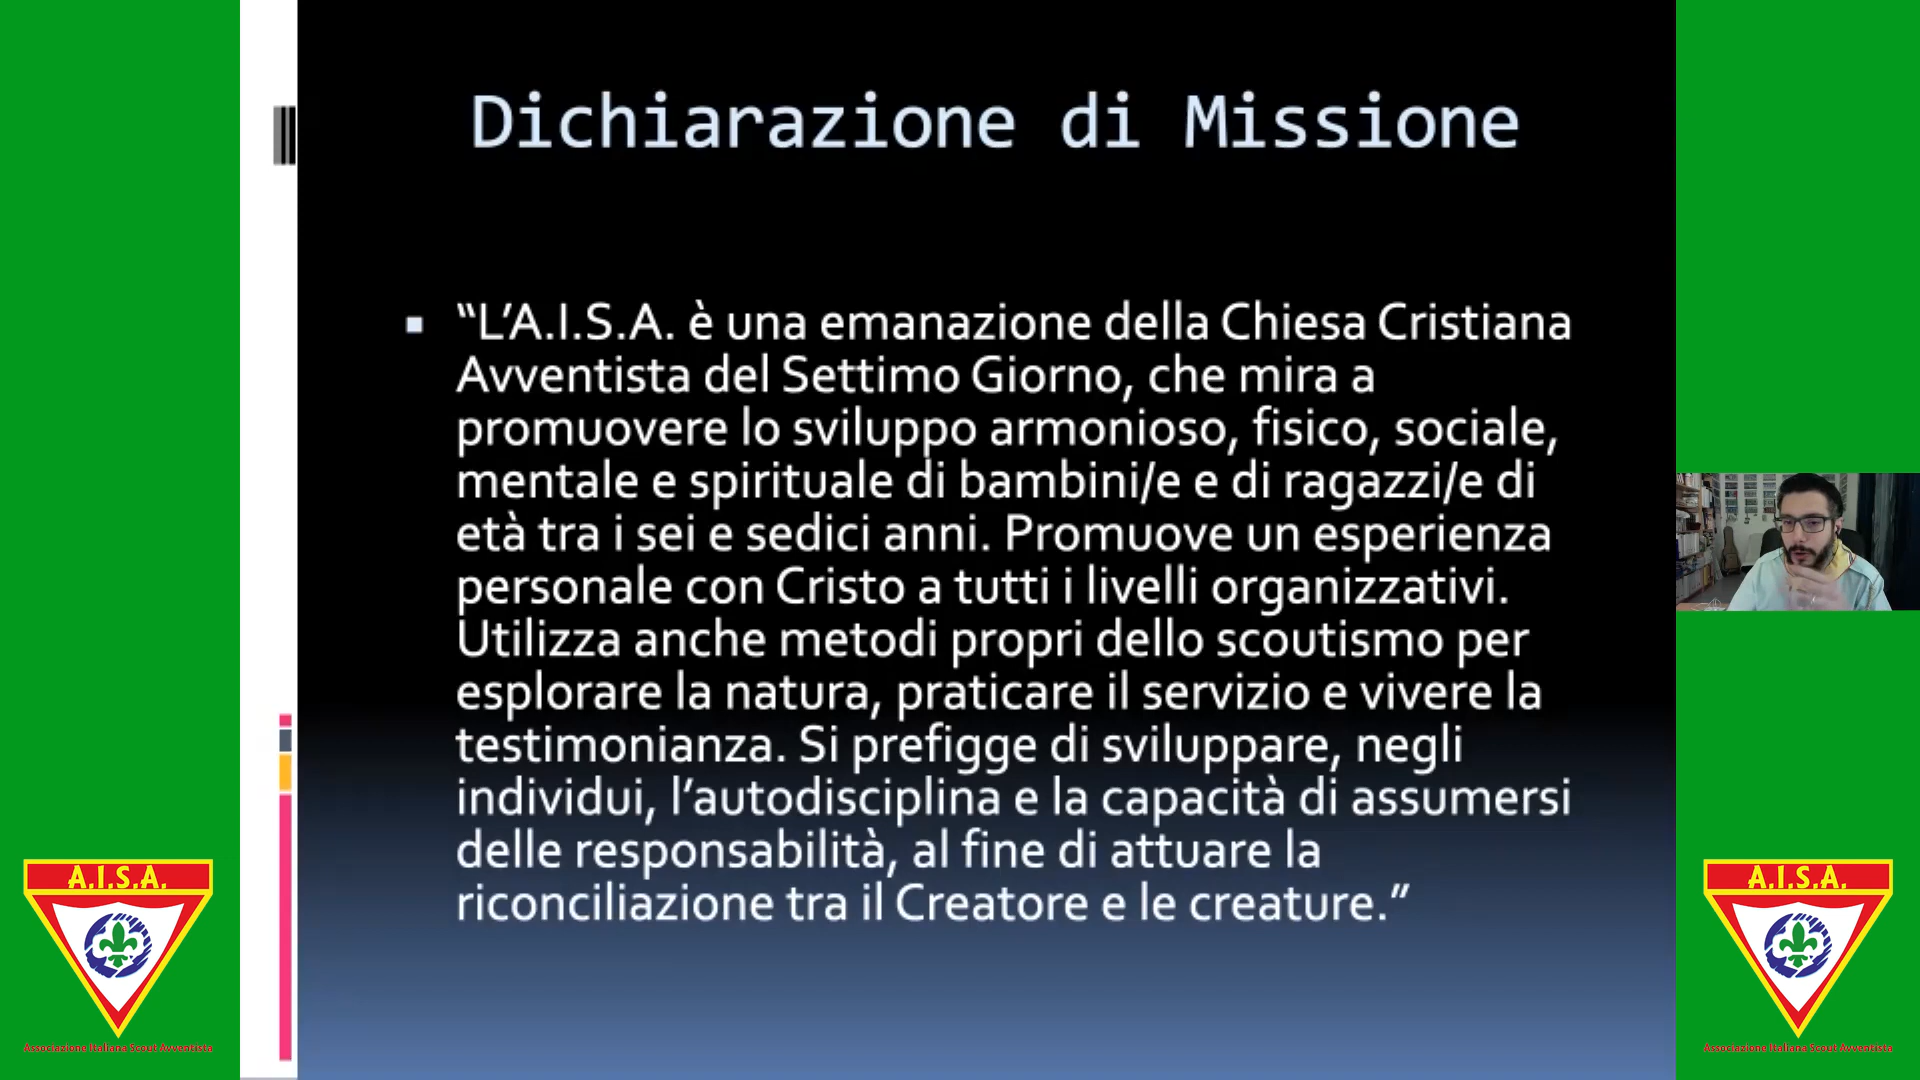 Dichiarazione di Missione
“L’A.I.S.A. è una emanazione della Chiesa Cristiana
Avventista del Settimo Giorno, che mira a
promuovere lo sviluppo armonioso, fisico, sociale,
mentale e spirituale di bambini/e e di ragazzi/e di
età tra i sei e sedici anni. Promuove un esperienza
personale con Cristo a tutti i livelli organizzativi.
Utilizza anche metodi propri dello scoutismo per
esplorare la natura, praticare il servizio e vivere la
testimonianza. Si prefigge di sviluppare, negli
individui, l’autodisciplina e la capacità di assumersi
delle responsabilità, al fine di attuare la
riconciliazione tra il Creatore e le creature.”
A.I.S.A.
Associazione Italiana Scout Avventista
A.I.S.A.
Associazione Italiana Scout Avventista